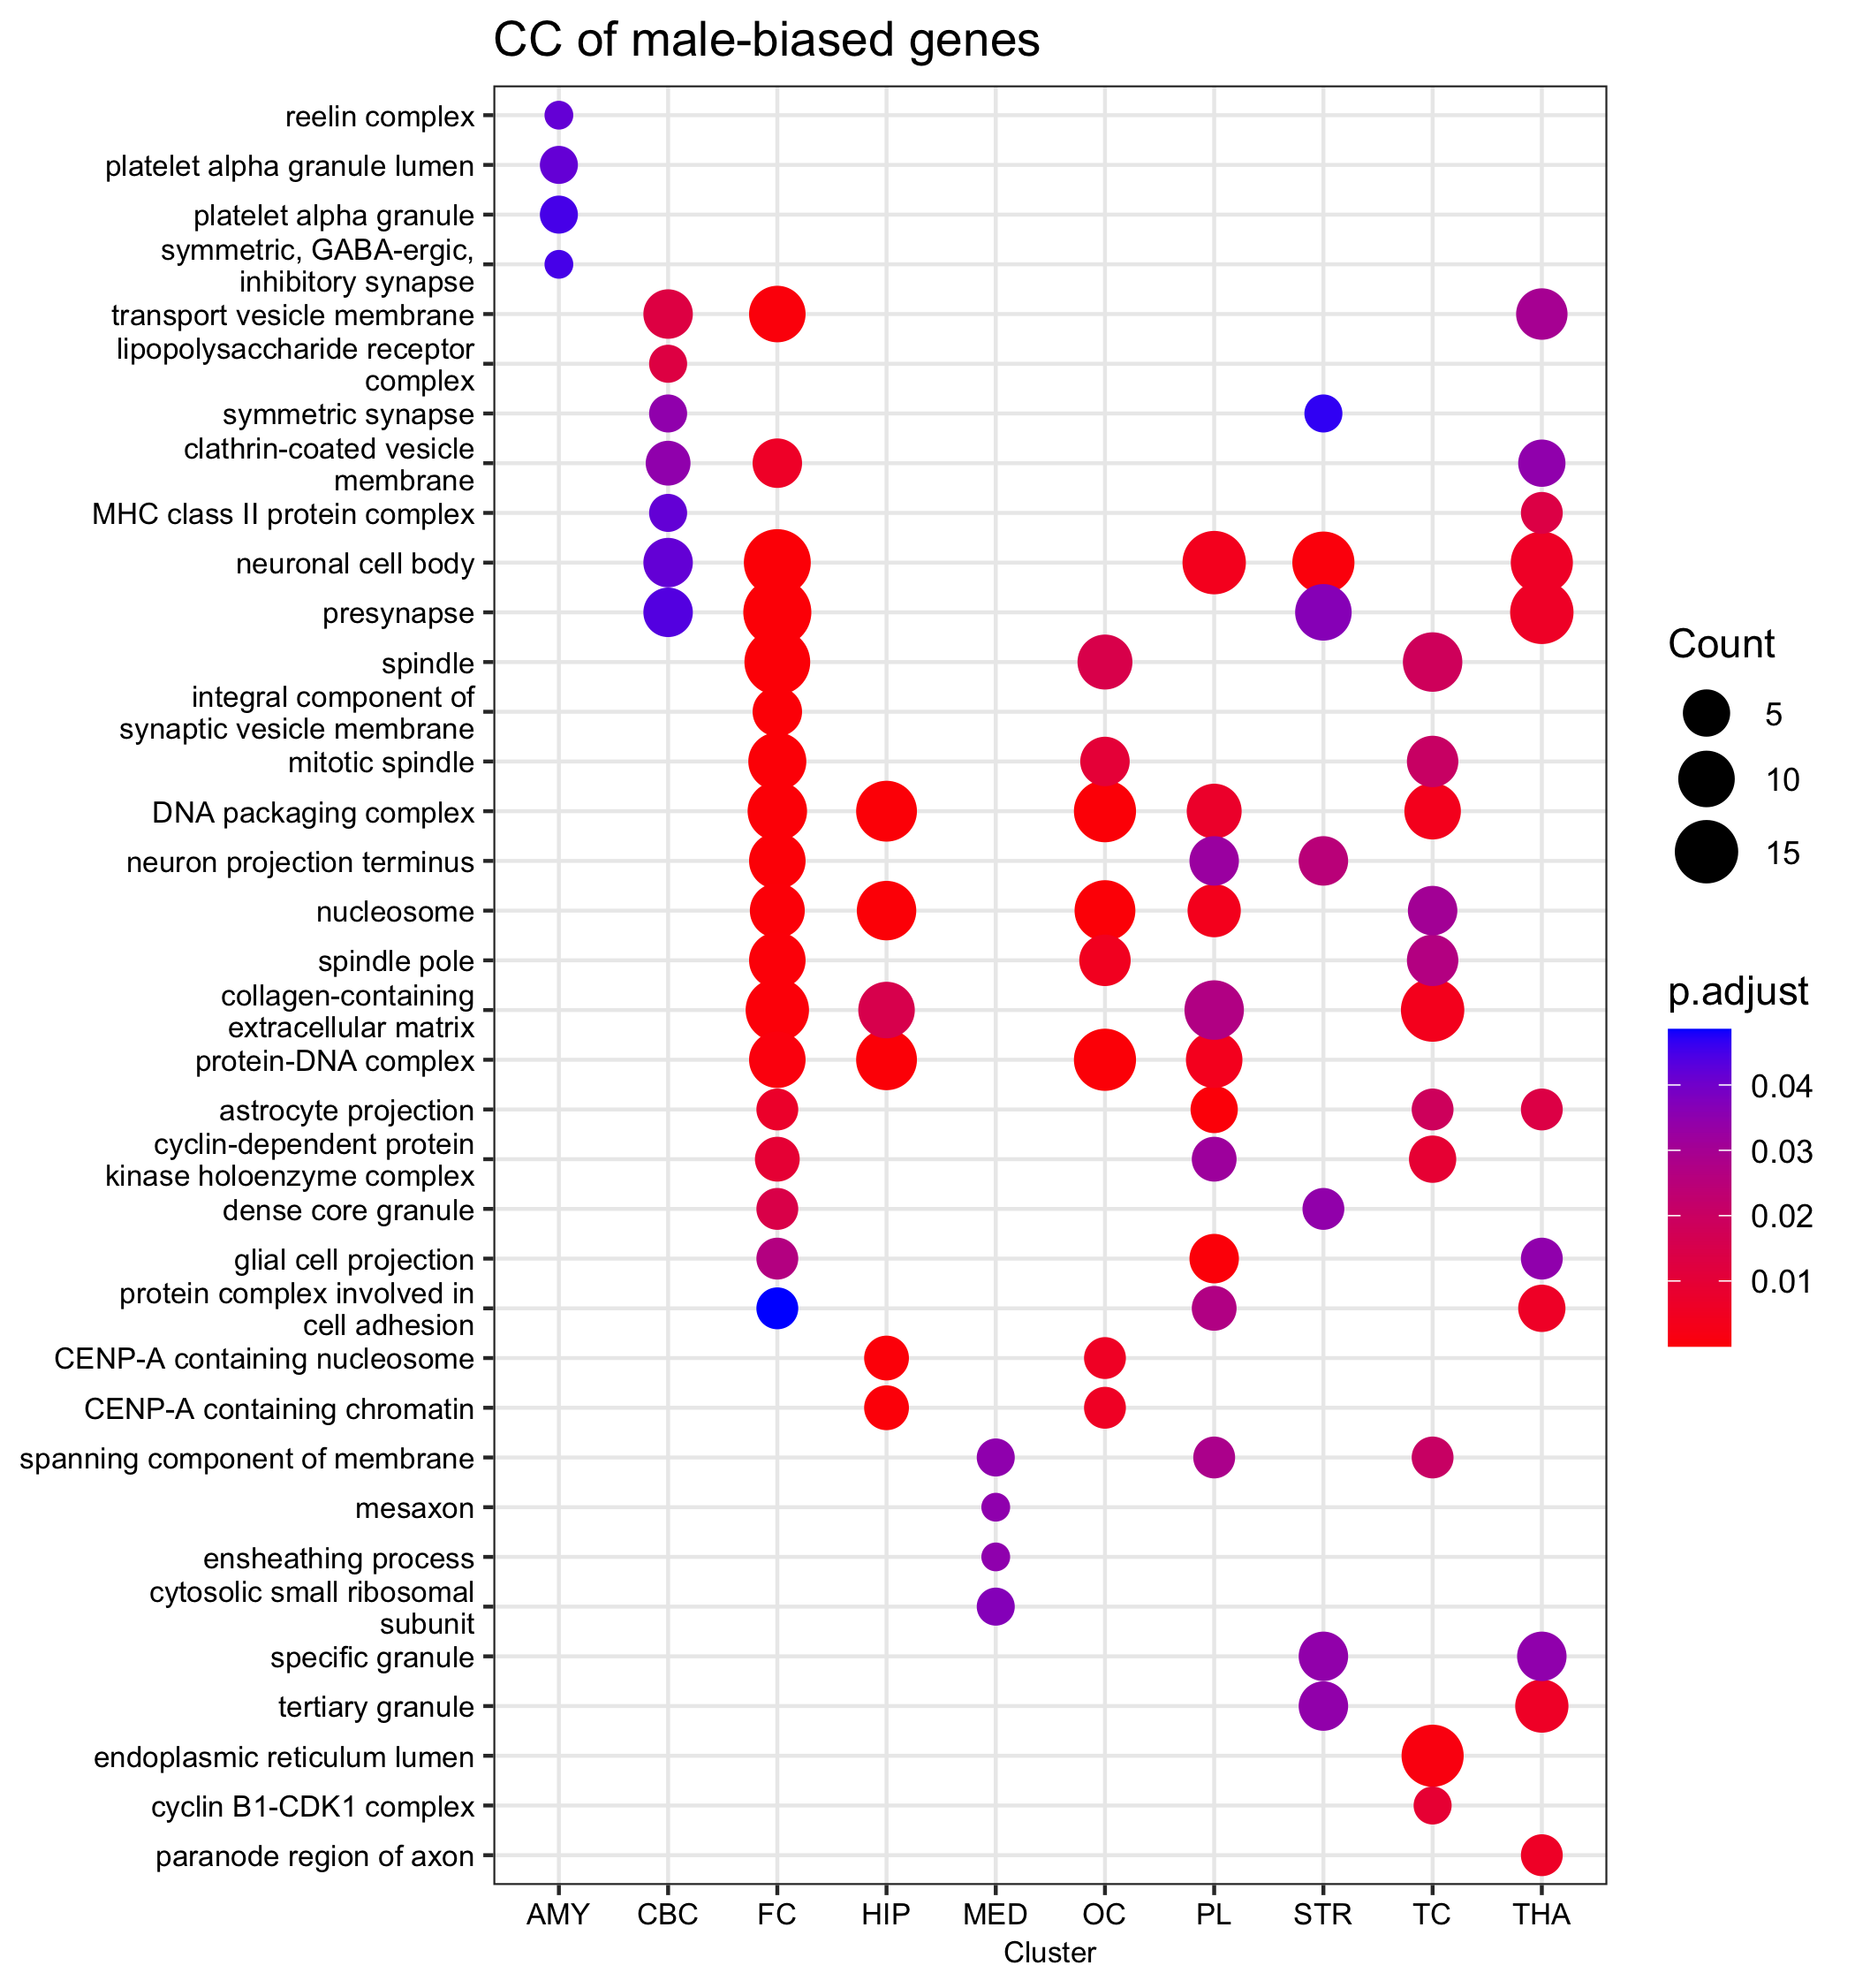 CC of male-biased genes
reelin complex
platelet alpha granule lumen
platelet alpha granule
symmetric, GABA-ergic,
inhibitory synapse
transport vesicle membrane
lipopolysaccharide receptor
complex
symmetric synapse
clathrin-coated vesicle
membrane
MHC class II protein complex
neuronal cell body
presynapse
spindle
integral component of
synaptic vesicle membrane
mitotic spindle
DNA packaging complex
neuron projection terminus
nucleosome
spindle pole
collagen-containing
extracellular matrix
protein-DNA complex
astrocyte projection
cyclin-dependent protein
kinase holoenzyme complex
dense core granule
glial cell projection
protein complex involved in
cell adhesion
CENP-A containing nucleosome
CENP-A containing chromatin
spanning component of membrane
mesaxon
ensheathing process
cytosolic small ribosomal
subunit
specific granule
tertiary granule
endoplasmic reticulum lumen
cyclin B1-CDK1 complex
paranode region of axon
AMY CBC FC HIP MED OC PL STR TC THA
Cluster
Count
5
10
15
p.adjust
0.04
0.03
0.02
0.01